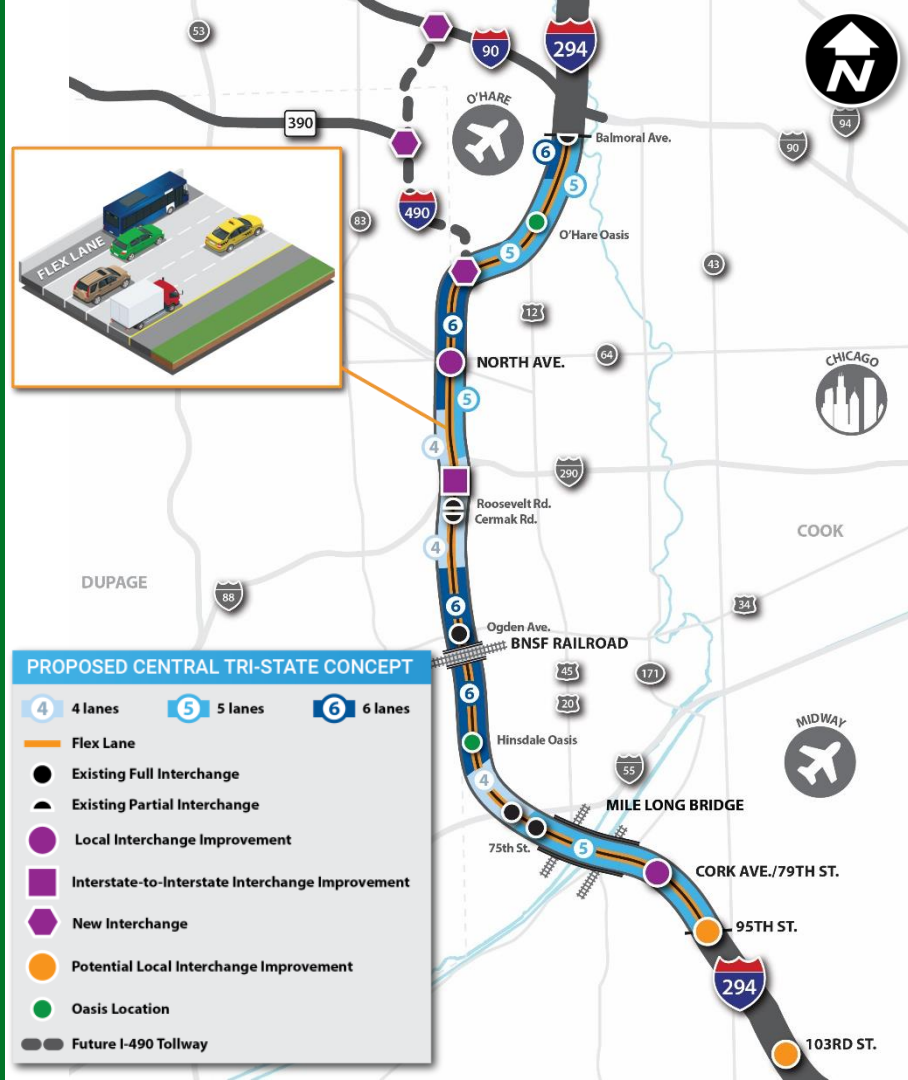 53
90
294
N
O'HARE
390
94
90
Balmoral Ave.
6
5
490
83
O'Hare Oasis
5
43
FLEX LANE
12
6
64
NORTH AVE.
CHICAGO
5
4
290
Roosevelt Rd.
Cermak Rd.
COOK
4
DUPAGE
88
6
34
Ogden Ave.
BNSF RAILROAD
45
171
6
20
MIDWAY
Hinsdale Oasis
55
4
MILE LONG BRIDGE
75th St.
5
CORK AVE./79TH ST.
95TH ST.
294
103RD ST.
PROPOSED CENTRAL TRI-STATE CONCEPT
4 4 lanes 5 5 lanes 6 6 lanes
Flex Lane
Existing Full Interchange
Existing Partial Interchange
Local Interchange Improvement
Interstate-to-Interstate Interchange Improvement
New Interchange
Potential Local Interchange Improvement
Oasis Location
Future I-490 Tollway